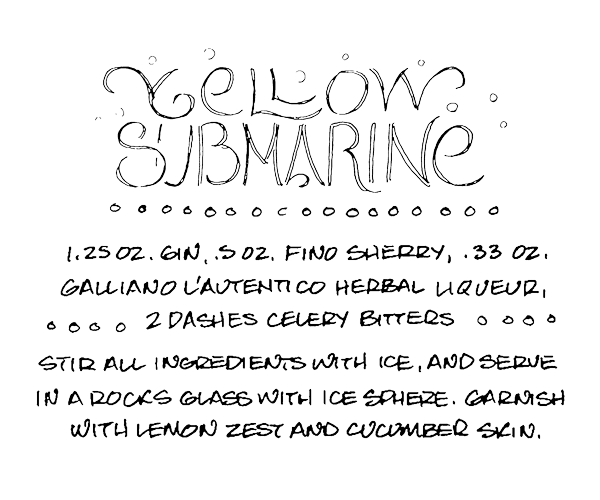 YELLOW
SUBMARINE
1.25 OZ. GIN, .5 OZ. FINO SHERRY, .33 OZ.
GALLIANO L'AUTENTICO HERBAL LIQUEUR,
2 DASHES CELERY BITTERS
STIR ALL INGREDIENTS WITH ICE, AND SERVE
IN A ROCKS GLASS WITH ICE SPHERE. GARNISH
WITH LEMON ZEST AND CUCUMBER SKIN.